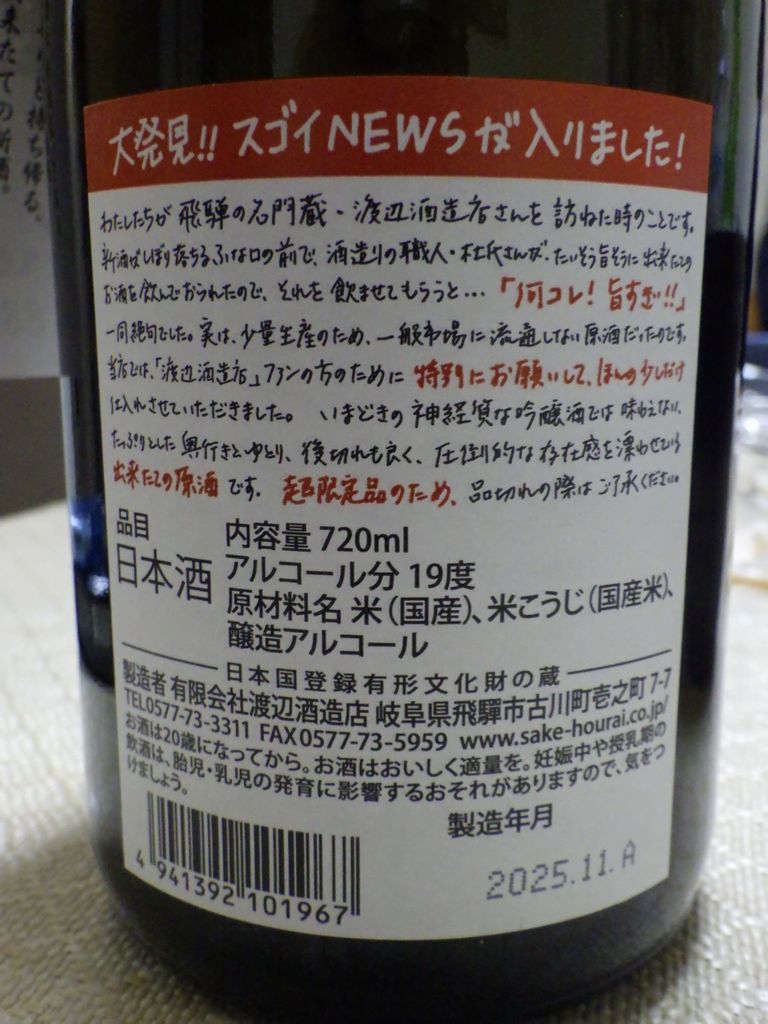 りと持ち帰る
来たての新酒。
大発見!! スゴイNEWSが入りました!
わたしたちが 飛騨の名門蔵・渡辺酒造店さんを 訪ねた時のことです。
新酒がしぼり落ちるふな口の前で、酒造りの職人・杜氏さんが、たいそう旨そうに出来たての
お酒を飲んでおられたので、それを飲ませてもらうと…「何コレ! 旨すぎ!!」
一同絶句でした。実は、少量生産のため、一般市場に流通しない原酒だったのです。
当店では、「渡辺酒造店」ファンの方のために 特別にお願いして、ほんの少しだけ
仕入れさせていただきました。 いまどきの神経質な吟醸酒では味わえない、
たっぷりとした奥行きとゆとり、後切れも良く、圧倒的な存在感を漂わせている
出来たての原酒です。 超限定品のため、品切れの際はご了承ください。
品目
日本酒
内容量 720ml
アルコール分 19度
原材料名 米(国産)、米こうじ(国産米)、
醸造アルコール
日本国登録有形文化財の蔵
製造者 有限会社渡辺酒造店 岐阜県飛騨市古川町壱之町 7-7
TEL0577-73-3311 FAX0577-73-5959 www.sake-hourai.co.jp/
お酒は20歳になってから。お酒はおいしく適量を。妊娠中や授乳期の
飲酒は、胎児・乳児の発育に影響するおそれがありますので、気をつ
けましょう。
製造年月
2025.11.A
4 941392 101967